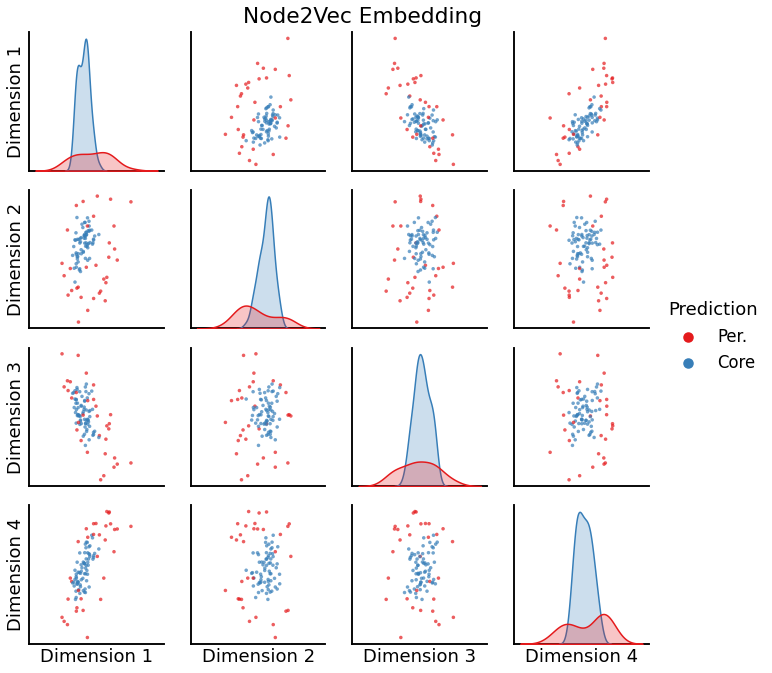 Node2Vec Embedding
Dimension 1
Dimension 2
Dimension 3
Dimension 4
Prediction
Per.
Core
Dimension 1
Dimension 2
Dimension 3
Dimension 4